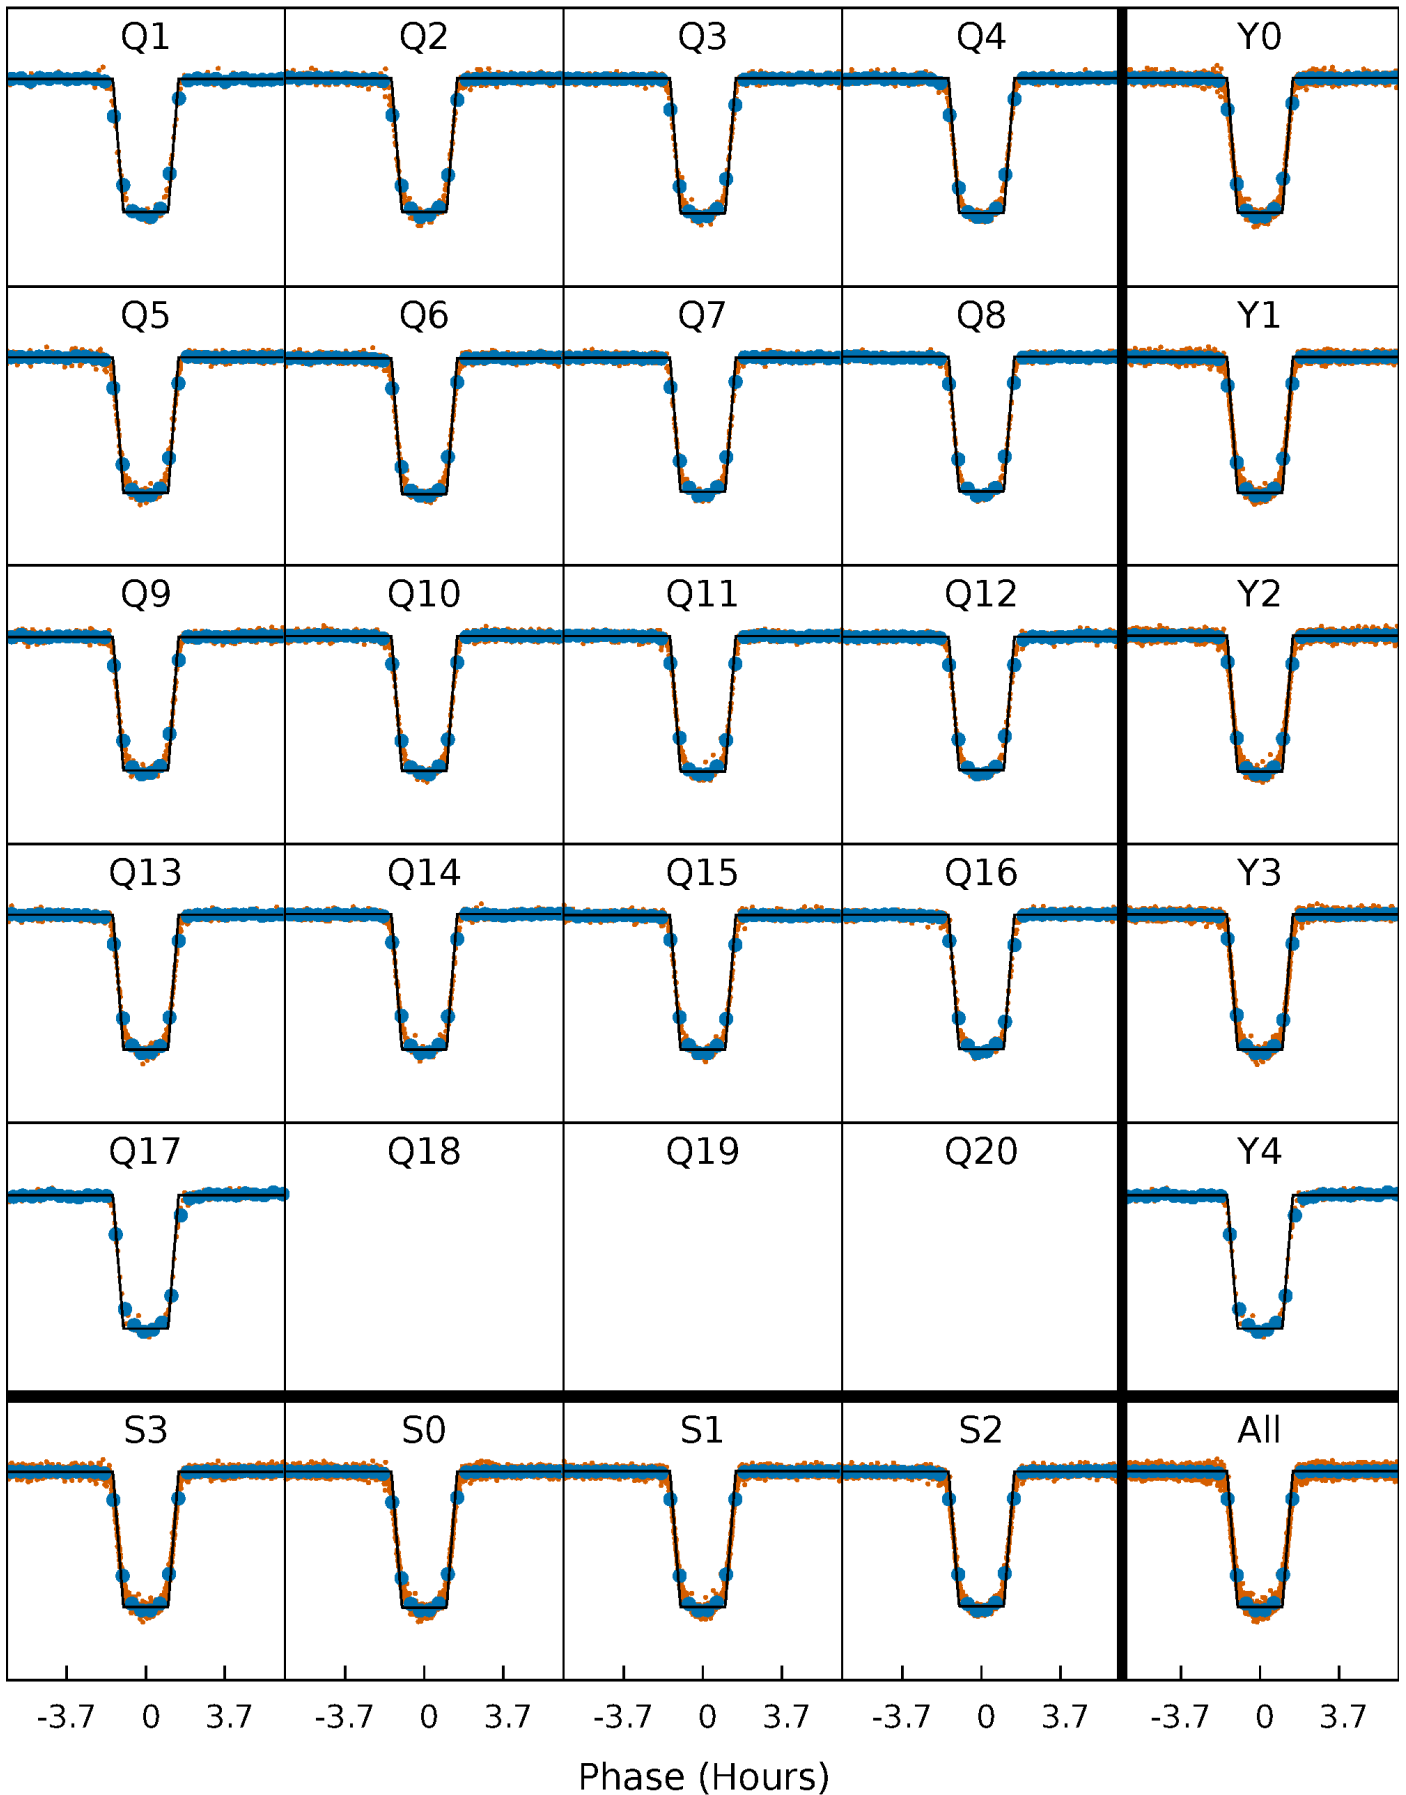 Q1 Q2 Q3 Q4 Y0
Q5 Q6 Q7 Q8 Y1
Q9 Q10 Q11 Q12 Y2
Q13 Q14 Q15 Q16 Y3
Q17 Q18 Q19 Q20 Y4
S3 S0 S1 S2 All
-3.7 0 3.7 -3.7 0 3.7 -3.7 0 3.7 -3.7 0 3.7 -3.7 0 3.7
Phase (Hours)